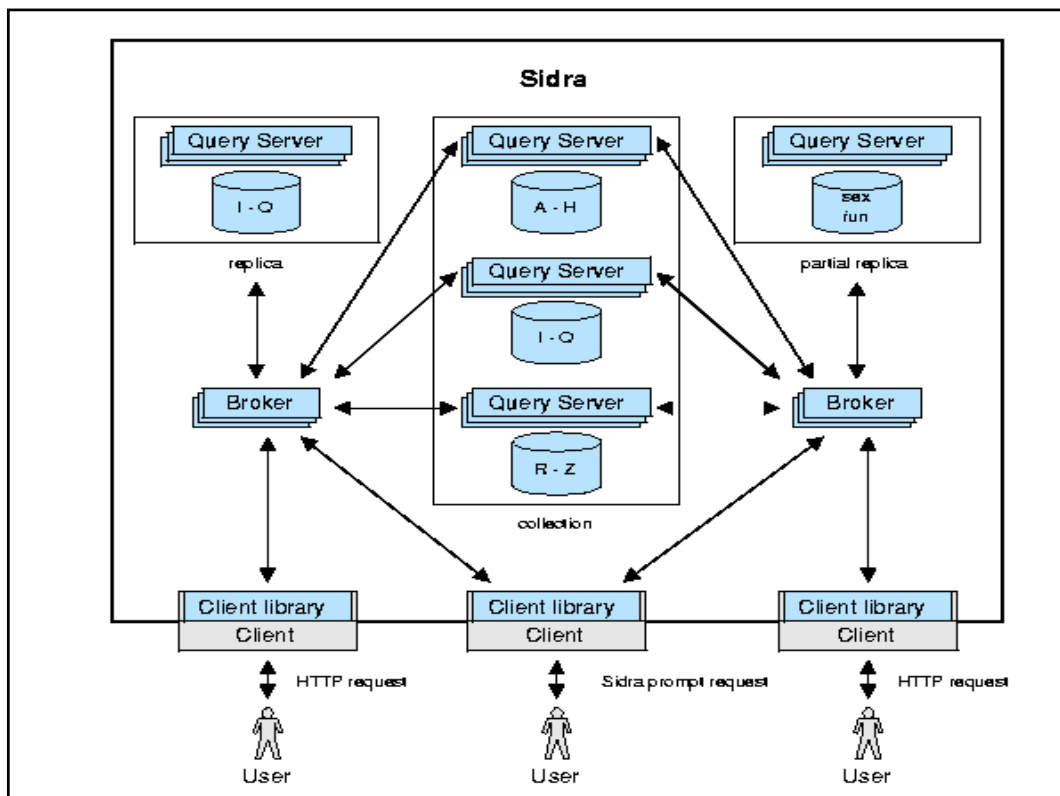 Sidra
Query Server
I - Q
replica
Query Server
A - H
Query Server
I - Q
Query Server
R - Z
collection
Query Server
sex
fun
partial replica
Broker
Broker
Client library
Client
Client library
Client
Client library
Client
HTTP request
Sidra prompt request
HTTP request
User
User
User